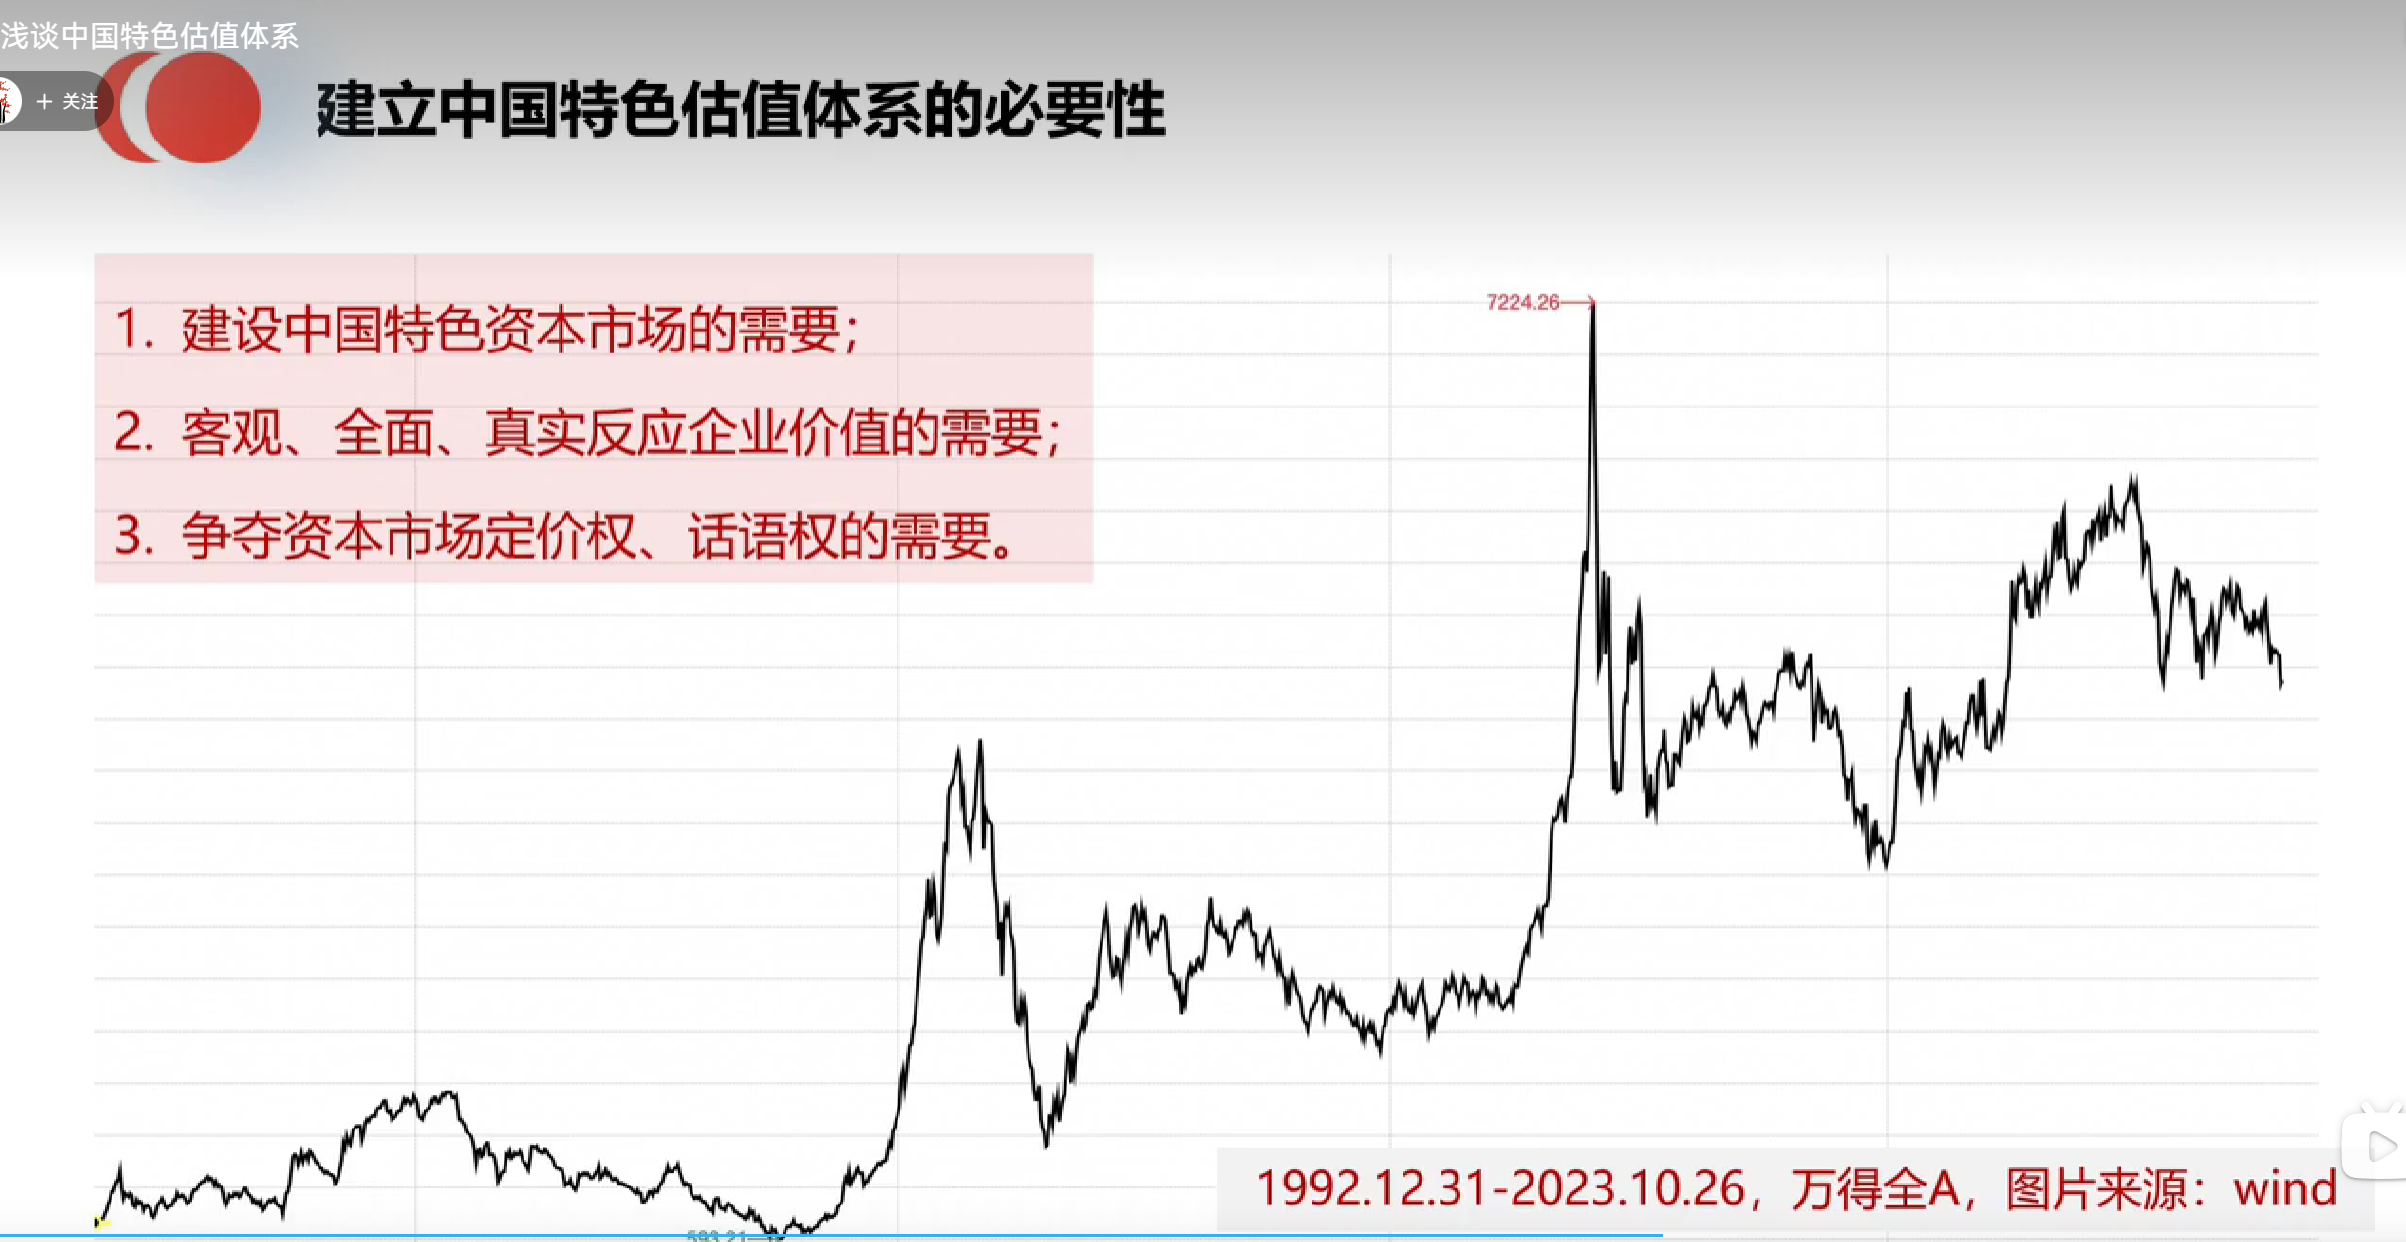 浅谈中国特色估值体系
+ 关注
建立中国特色估值体系的必要性
1. 建设中国特色资本市场的需要;
2. 客观、全面、真实反应企业价值的需要;
3. 争夺资本市场定价权、话语权的需要。
7224.26
593.21
1992.12.31-2023.10.26，万得全A，图片来源：wind